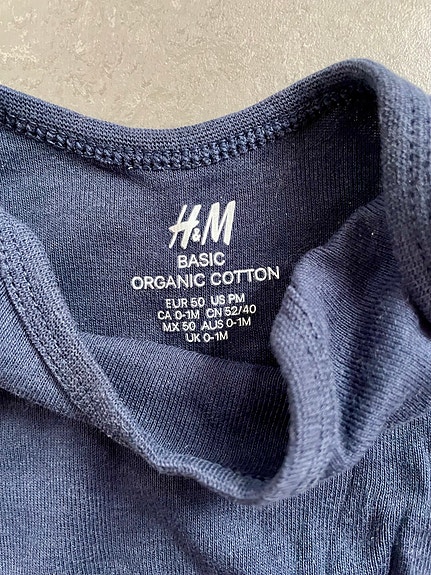 H&M
BASIC
ORGANIC COTTON
EUR 50 US PM
CA 0-1M CN 52/40
MX 50 AUS 0-1M
UK 0-1M